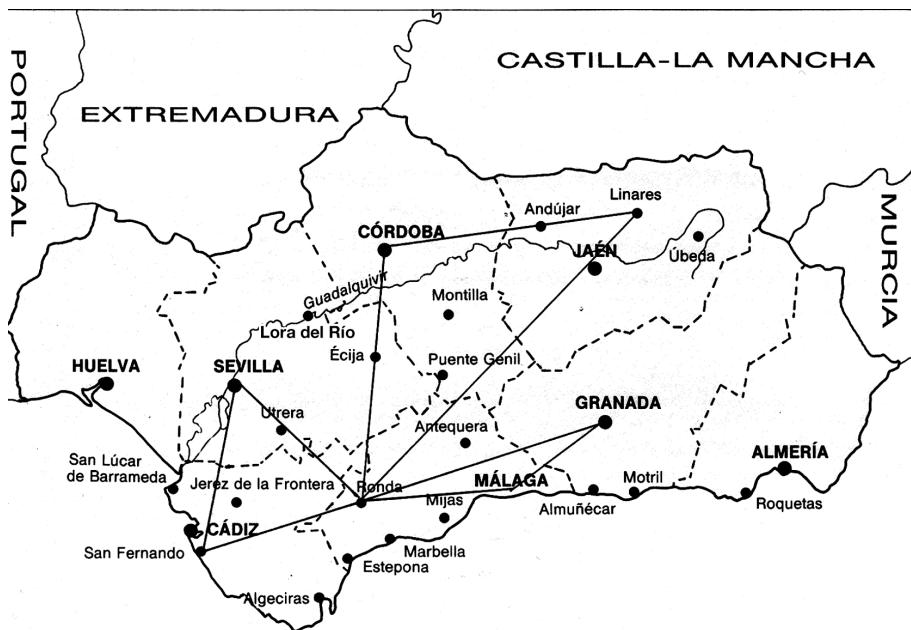 PORTUGAL
EXTREMADURA
CASTILLA-LA MANCHA
MURCIA
Linares
Andújar
CÓRDOBA
JAÉN
Úbeda
Guadalquivir
Montilla
Lora del Río
Écija
Puente Genil
HUELVA
SEVILLA
Utrera
Antequera
GRANADA
ALMERÍA
San Lúcar
de Barrameda
Jerez de la Frontera
Ronda
MÁLAGA
Mijas
Almuñécar
Motril
Roquetas
CÁDIZ
San Fernando
Marbella
Estepona
Algeciras